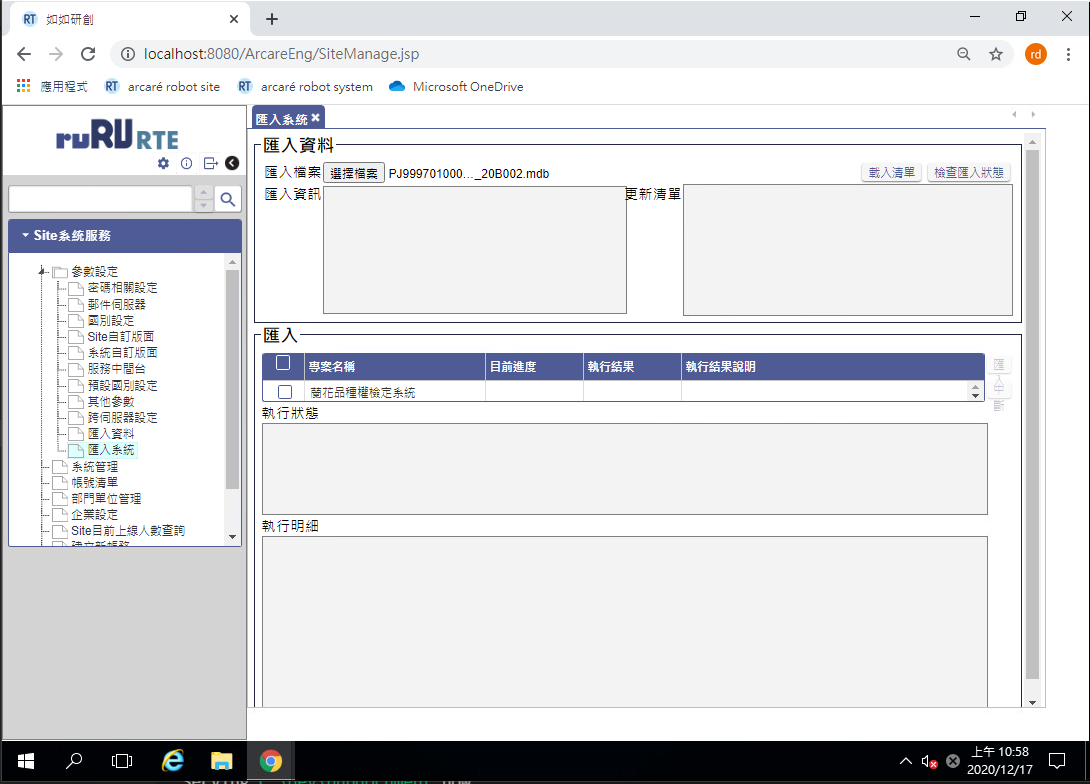 RT 如如研創
localhost:8080/ArcareEng/SiteManage.jsp
rd
應用程式 RT arcaré robot site RT arcaré robot system Microsoft OneDrive
ruRU RTE
匯入系統
匯入資料
匯入檔案 選擇檔案 PJ999701000…_20B002.mdb 載入清單 檢查匯入狀態
匯入資訊 更新清單
Site系統服務
參數設定
密碼相關設定
郵件伺服器
國別設定
Site自訂版面
系統自訂版面
服務中間台
預設國別設定
其他參數
跨伺服器設定
匯入資料
匯入系統
系統管理
帳號清單
部門單位管理
企業設定
Site目前上線人數查詢
匯入
專案名稱 目前進度 執行結果 執行結果說明
蘭花品種權檢定系統
執行狀態
執行明細
上午 10:58
2020/12/17